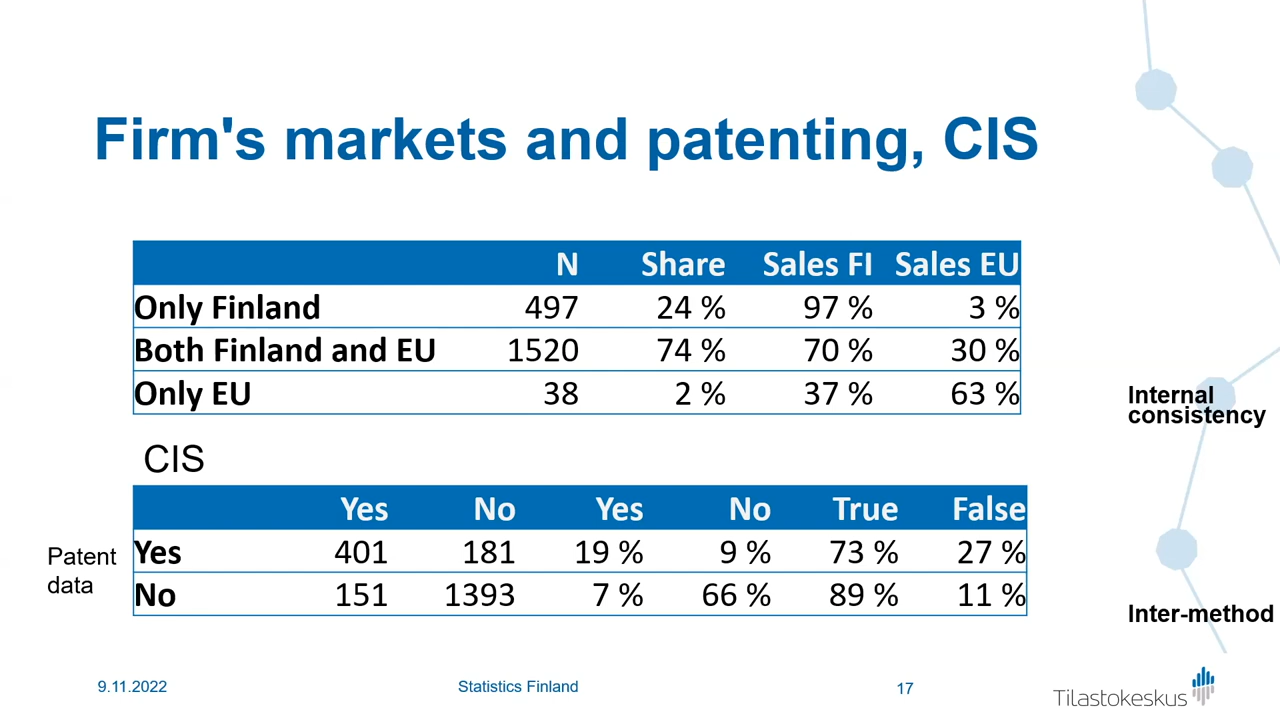 Firm's markets and patenting, CIS
N Share Sales FI Sales EU
Only Finland 497 24 % 97 % 3 %
Both Finland and EU 1520 74 % 70 % 30 %
Only EU 38 2 % 37 % 63 %
Internal
consistency
CIS
Yes No Yes No True False
Patent
data
Yes 401 181 19 % 9 % 73 % 27 %
No 151 1393 7 % 66 % 89 % 11 %
Inter-method
9.11.2022 Statistics Finland 17
Tilastokeskus